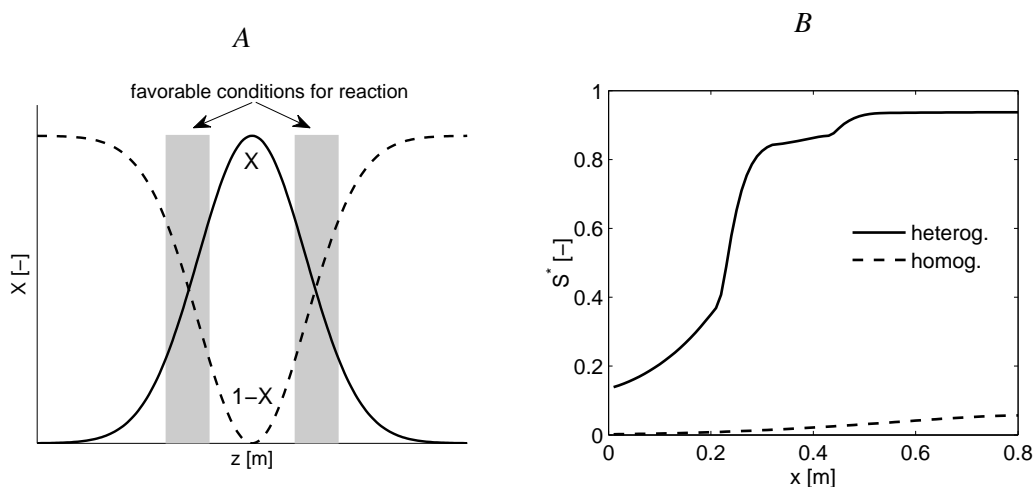 A
favorable conditions for reaction
X
1−X
X [−]
z [m]
B
1
0.8
0.6
0.4
0.2
0
S* [−]
heterog.
homog.
0
0.2
0.4
0.6
0.8
x [m]